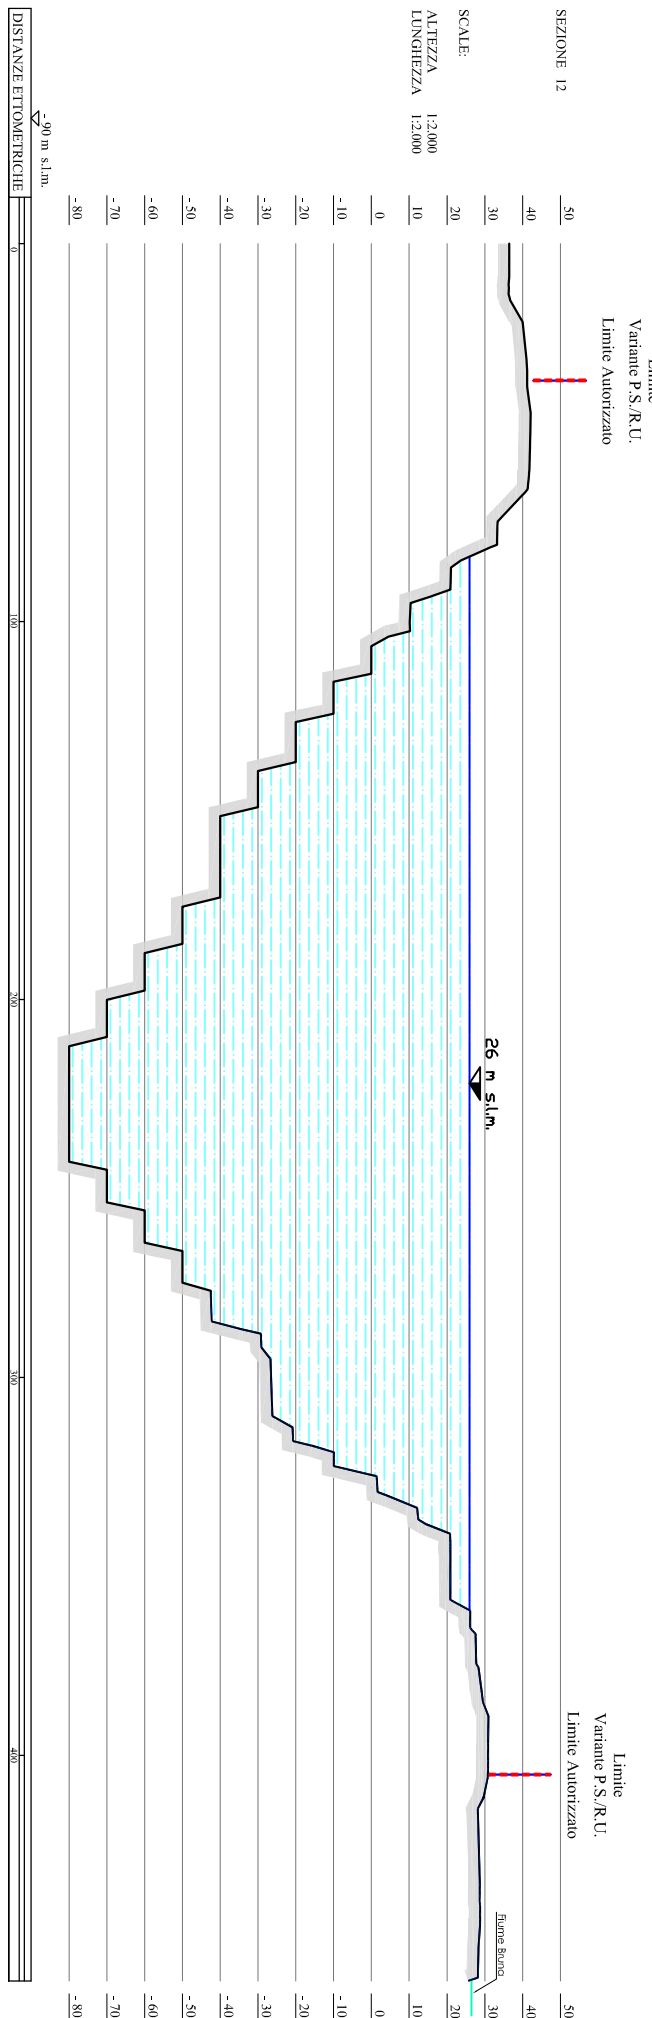 SEZIONE 12
SCALE:
ALTEZZA 1:2.000
LUNGHEZZA 1:2.000
Variante P.S./R.U.
Limite Autorizzato
Limite
Variante P.S./R.U.
Limite Autorizzato
26 m s.l.m.
Fiume Bruna
50
40
30
20
10
0
- 10
- 20
- 30
- 40
- 50
- 60
- 70
- 80
50
40
30
20
10
0
- 10
- 20
- 30
- 40
- 50
- 60
- 70
- 80
- 90 m s.l.m.
DISTANZE ETTOMETRICHE
0 100 200 300 400